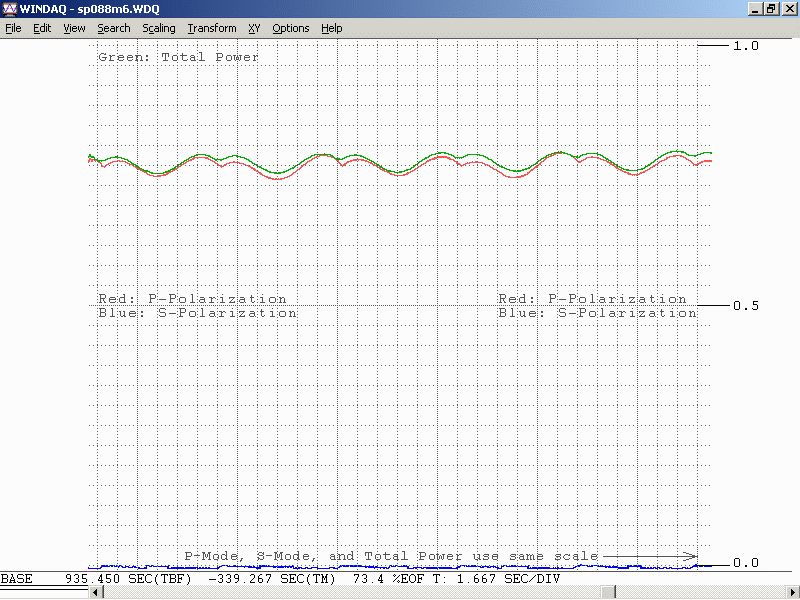 WINDAQ - sp088m6.WDQ
File Edit View Search Scaling Transform XY Options Help
1.0
Green: Total Power
Red: P-Polarization Red: P-Polarization
0.5
Blue: S-Polarization Blue: S-Polarization
P-Mode, S-Mode, and Total Power use same scale
0.0
BASE 935.450 SEC(TBF) -339.267 SEC(TM) 73.4 %EOF T: 1.667 SEC/DIV